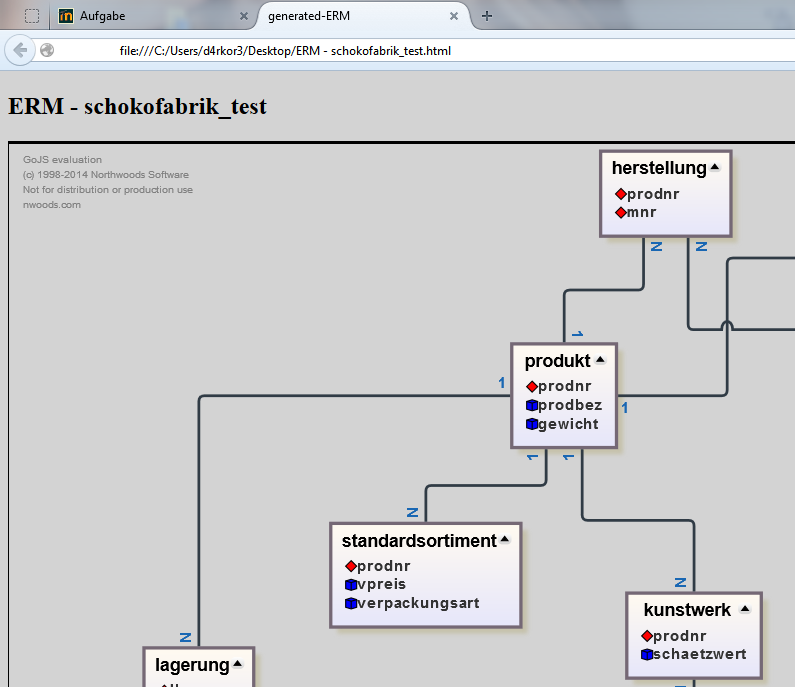 Aufgabe
generated-ERM
file:///C:/Users/d4rkor3/Desktop/ERM - schokofabrik_test.html
ERM - schokofabrik_test
GoJS evaluation
(c) 1998-2014 Northwoods Software
Not for distribution or production use
nwoods.com
herstellung
prodnr
mnr
N
N
1
produkt
prodnr
prodbez
gewicht
1
1
1
1
N
standardsortiment
prodnr
vpreis
verpackungsart
N
kunstwerk
prodnr
schaetzwert
N
lagerung